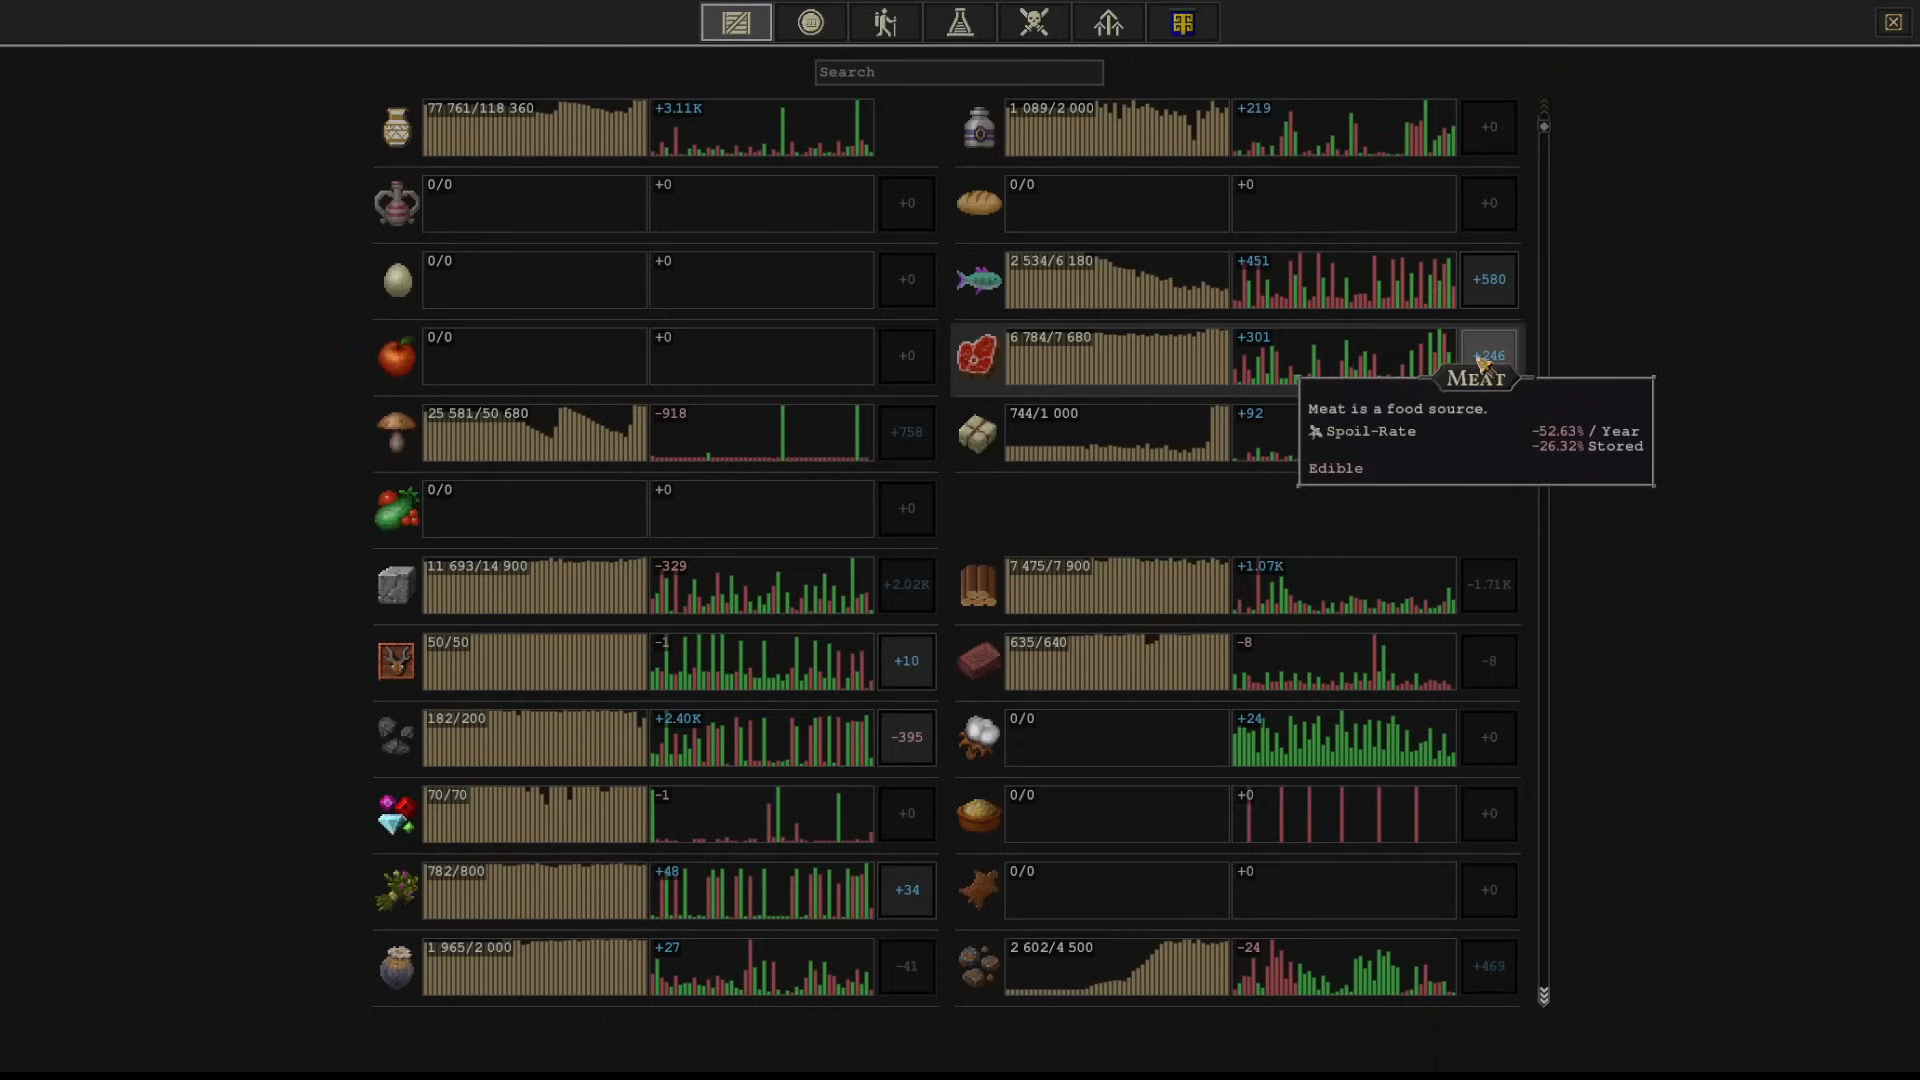 Search
77 761/118 360 +3.11K
1 089/2 000 +219 +0
0/0 +0 +0
0/0 +0 +0
0/0 +0 +0
2 534/6 180 +451 +580
0/0 +0 +0
6 784/7 680 +301 +246
MEAT
Meat is a food source.
Spoil-Rate -52.63% / Year
-26.32% Stored
Edible
25 581/50 680 -918 +758
744/1 000 +92
0/0 +0 +0
11 693/14 900 -329 +2.02K
7 475/7 900 +1.07K -1.71K
50/50 -1 +10
635/640 -8 -8
182/200 +2.40K -395
0/0 +24 +0
70/70 -1 +0
0/0 +0 +0
782/800 +48 +34
0/0 +0 +0
1 965/2 000 +27 -41
2 602/4 500 -24 +469